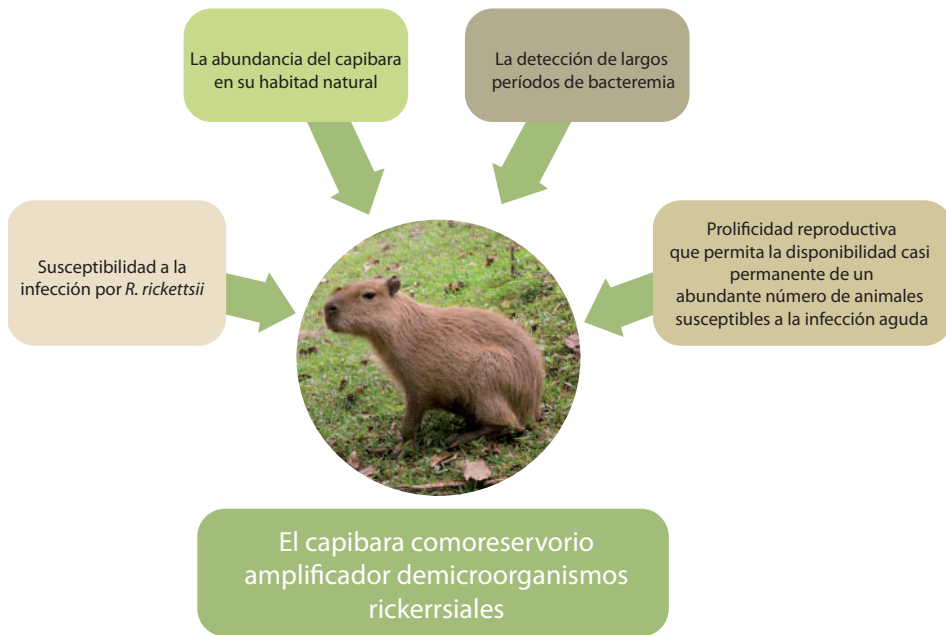 La abundancia del capibara
en su habitad natural
La detección de largos
períodos de bacteremia
Susceptibilidad a la
infección por R. rickettsii
Prolificidad reproductiva
que permita la disponibilidad casi
permanente de un
abundante número de animales
susceptibles a la infección aguda
El capibara comoreservorio
amplificador demicroorganismos
rickerrsiales